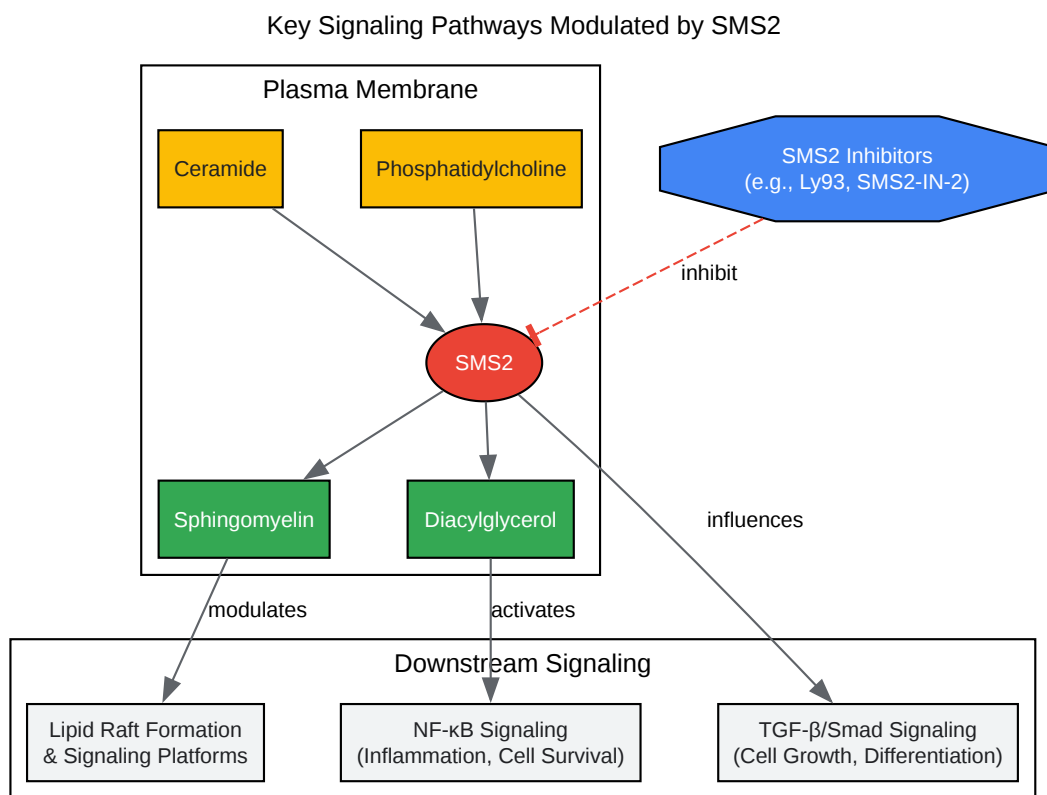 Key Signaling Pathways Modulated by SMS2
Plasma Membrane
Ceramide
Phosphatidylcholine
SMS2 Inhibitors
(e.g., Ly93, SMS2-IN-2)
inhibit
SMS2
Sphingomyelin
Diacylglycerol
influences
modulates
activates
Downstream Signaling
Lipid Raft Formation
& Signaling Platforms
NF-κB Signaling
(Inflammation, Cell Survival)
TGF-β/Smad Signaling
(Cell Growth, Differentiation)